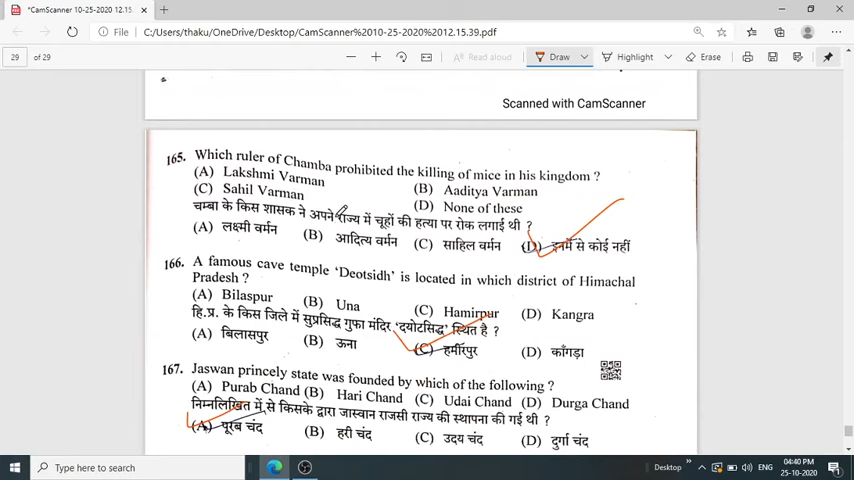 *CamScanner 10-25-2020 12.15...
File C:/Users/thaku/OneDrive/Desktop/CamScanner%2010-25-2020%2012.15.39.pdf
29 of 29 Read aloud Draw Highlight Erase
Scanned with CamScanner
165. Which ruler of Chamba prohibited the killing of mice in his kingdom ?
(A) Lakshmi Varman (B) Aaditya Varman
(C) Sahil Varman (D) None of these
चम्बा के किस शासक ने अपने राज्य में चूहों की हत्या पर रोक लगाई थी ?
(A) लक्ष्मी वर्मन (B) आदित्य वर्मन (C) साहिल वर्मन (D) इनमें से कोई नहीं
166. A famous cave temple ‘Deotsidh’ is located in which district of Himachal
Pradesh ?
(A) Bilaspur (B) Una (C) Hamirpur (D) Kangra
हि.प्र. के किस जिले में सुप्रसिद्ध गुफा मंदिर ‘दयोटसिद्ध’ स्थित है ?
(A) बिलासपुर (B) ऊना (C) हमीरपुर (D) काँगड़ा
167. Jaswan princely state was founded by which of the following ?
(A) Purab Chand (B) Hari Chand (C) Udai Chand (D) Durga Chand
निम्नलिखित में से किसके द्वारा जास्वान राजसी राज्य की स्थापना की गई थी ?
(A) पूरब चंद (B) हरी चंद (C) उदय चंद (D) दुर्गा चंद
Type here to search Desktop ENG 04:40 PM
25-10-2020